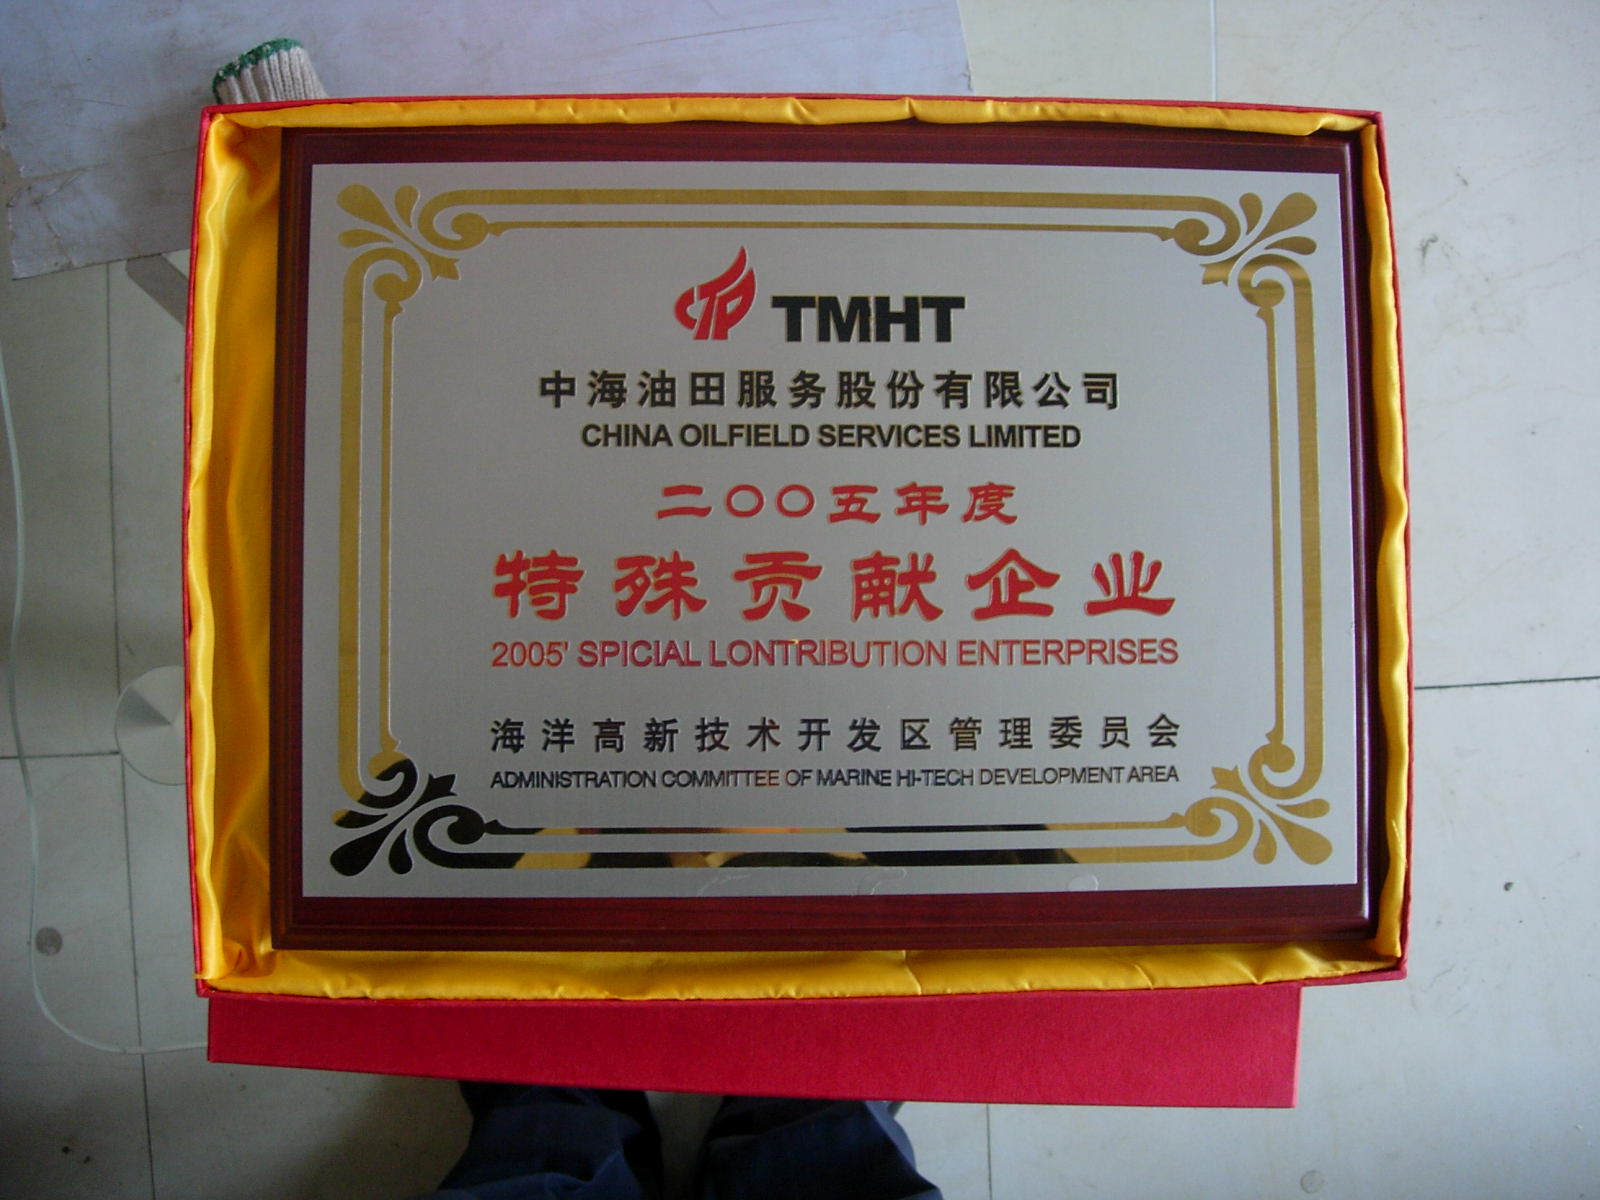 CTP TMHT
中海油田服务股份有限公司
CHINA OILFIELD SERVICES LIMITED
二〇〇五年度
特殊贡献企业
2005' SPICIAL LONTRIBUTION ENTERPRISES
海洋高新技术开发区管理委员会
ADMINISTRATION COMMITTEE OF MARINE HI-TECH DEVELOPMENT AREA